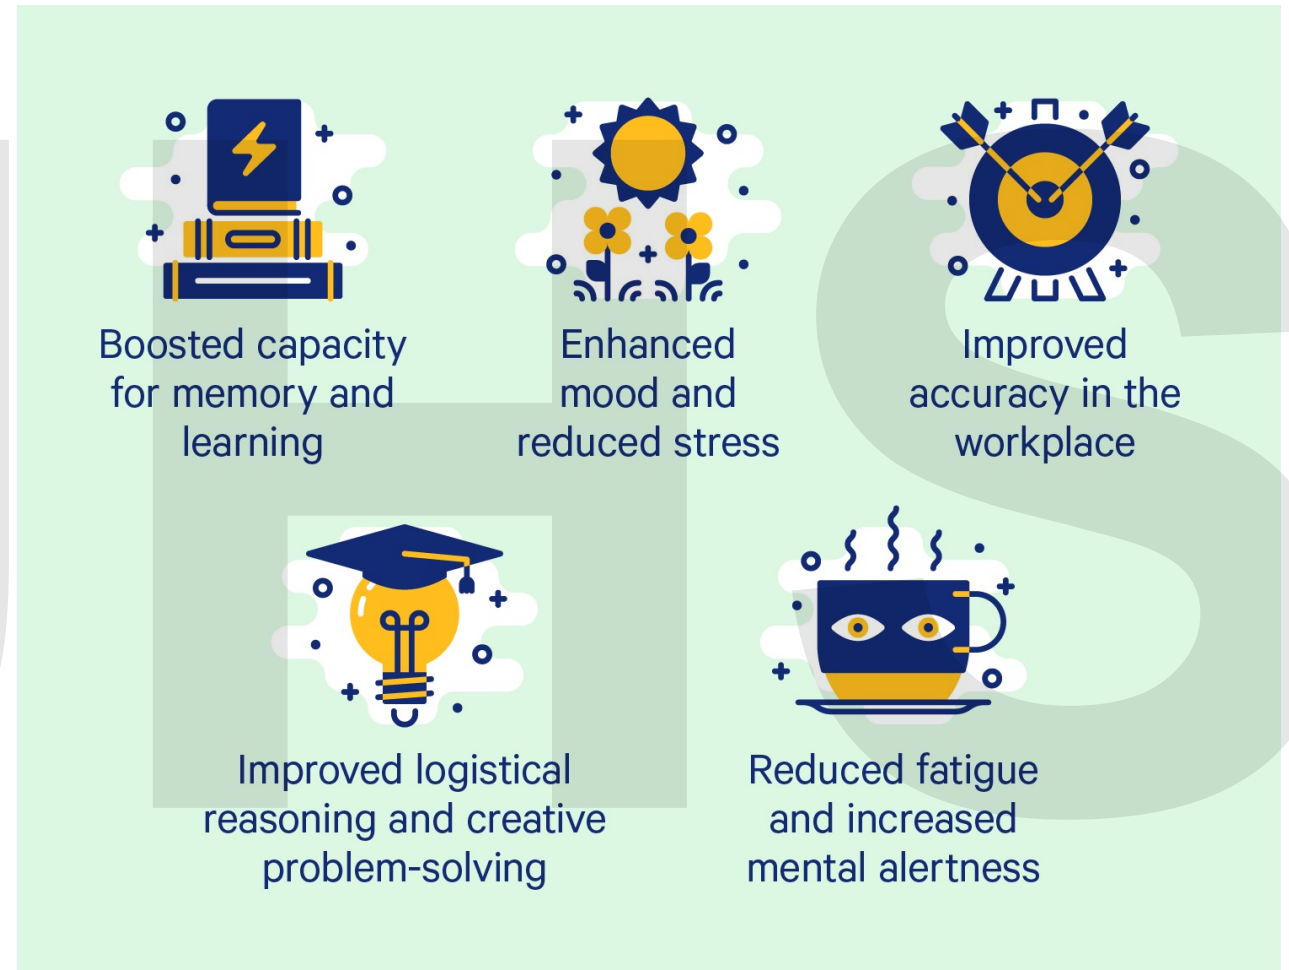 Boosted capacity
for memory and
learning
Enhanced
mood and
reduced stress
Improved
accuracy in the
workplace
Improved logistical
reasoning and creative
problem-solving
Reduced fatigue
and increased
mental alertness
HS